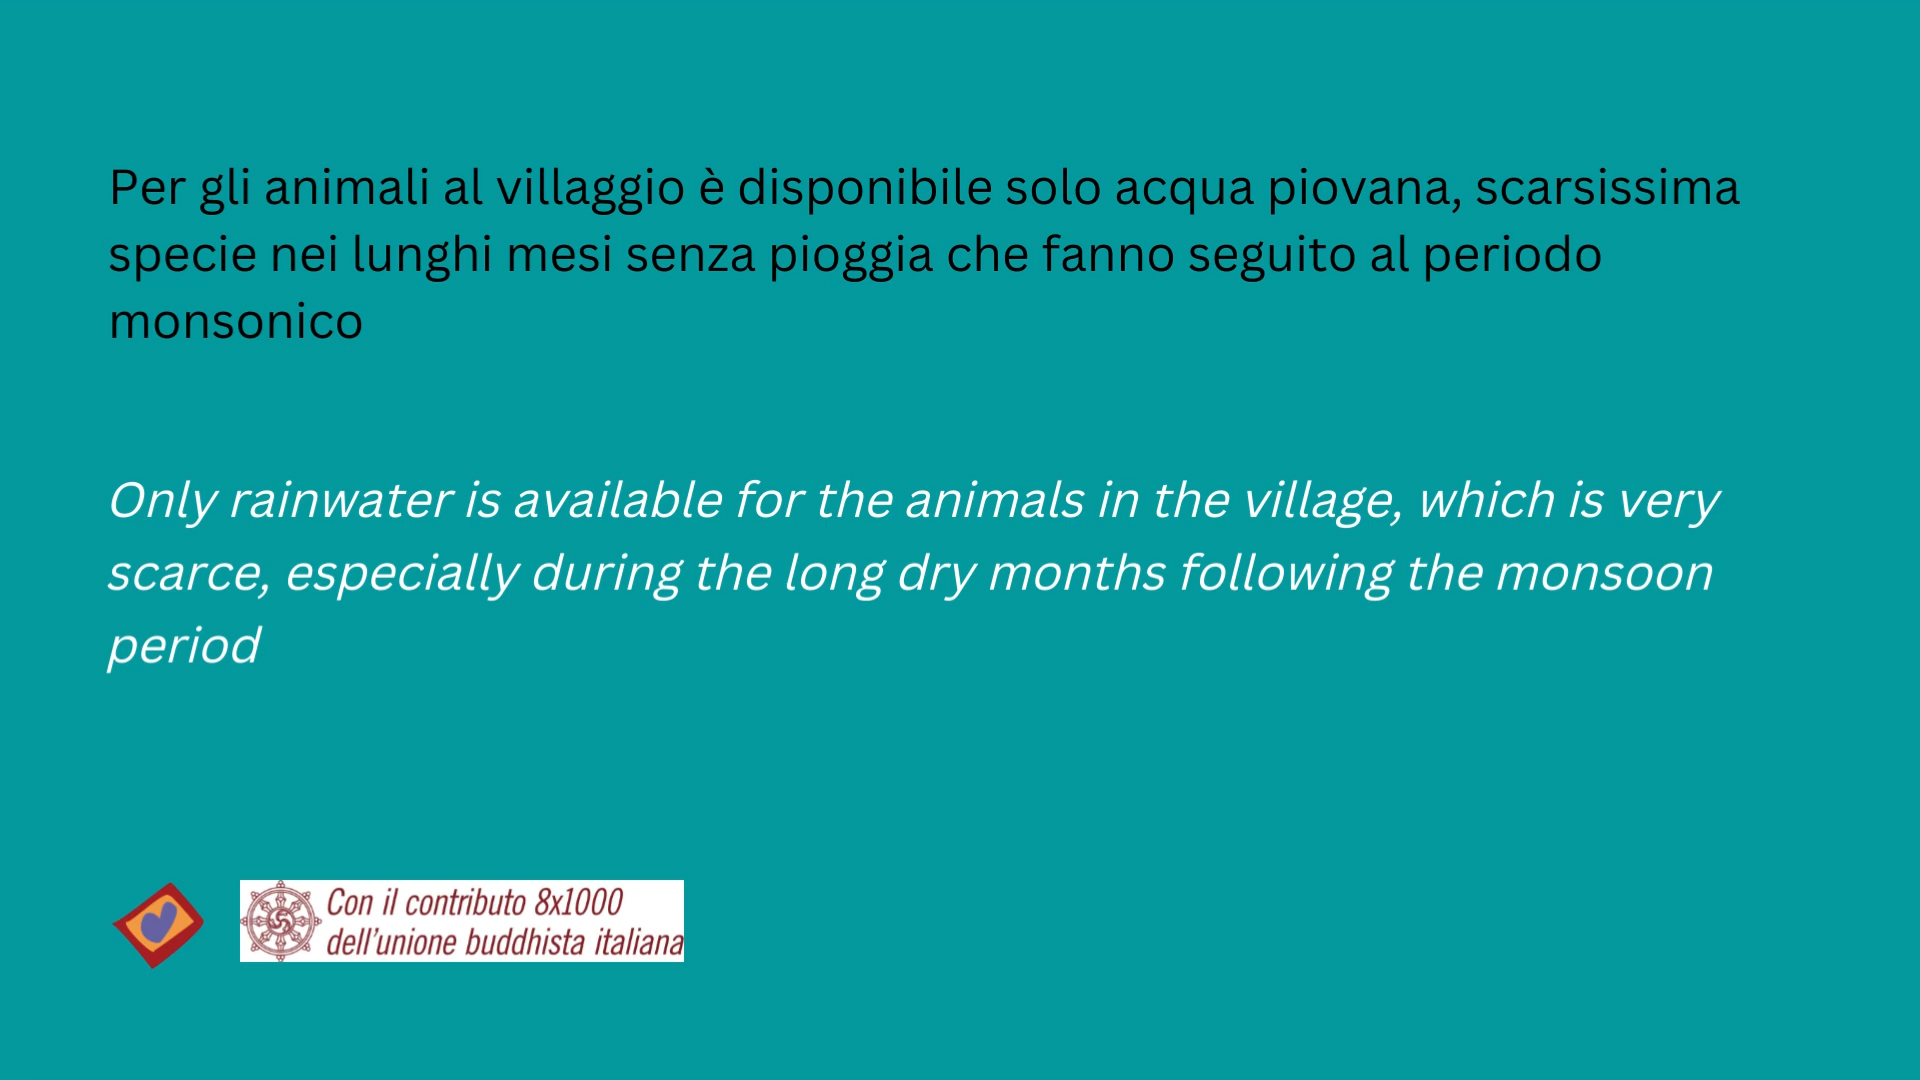 Per gli animali al villaggio è disponibile solo acqua piovana, scarsissima
specie nei lunghi mesi senza pioggia che fanno seguito al periodo
monsonico
Only rainwater is available for the animals in the village, which is very
scarce, especially during the long dry months following the monsoon
period
Con il contributo 8x1000
dell'unione buddhista italiana